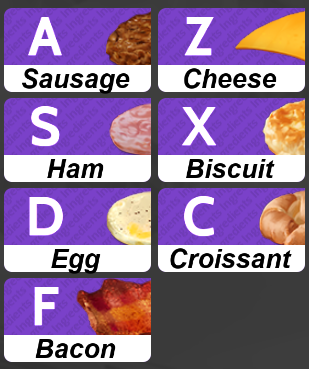 A
Sausage
Z
Cheese
S
Ham
X
Biscuit
D
Egg
C
Croissant
F
Bacon